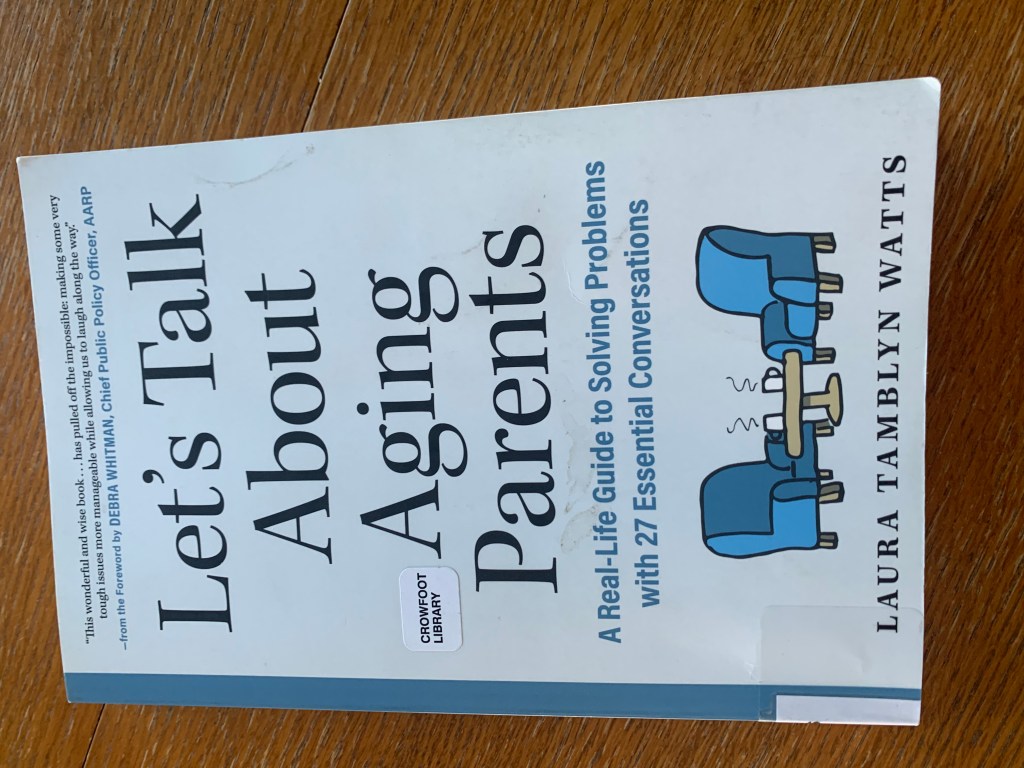 "This wonderful and wise book . . . has pulled off the impossible: making some very
tough issues more manageable while allowing us to laugh along the way."
—from the Foreword by DEBRA WHITMAN, Chief Public Policy Officer, AARP
Let's Talk
About
Aging
Parents
CROWFOOT
LIBRARY
A Real-Life Guide to Solving Problems
with 27 Essential Conversations
LAURA TAMBLYN WATTS